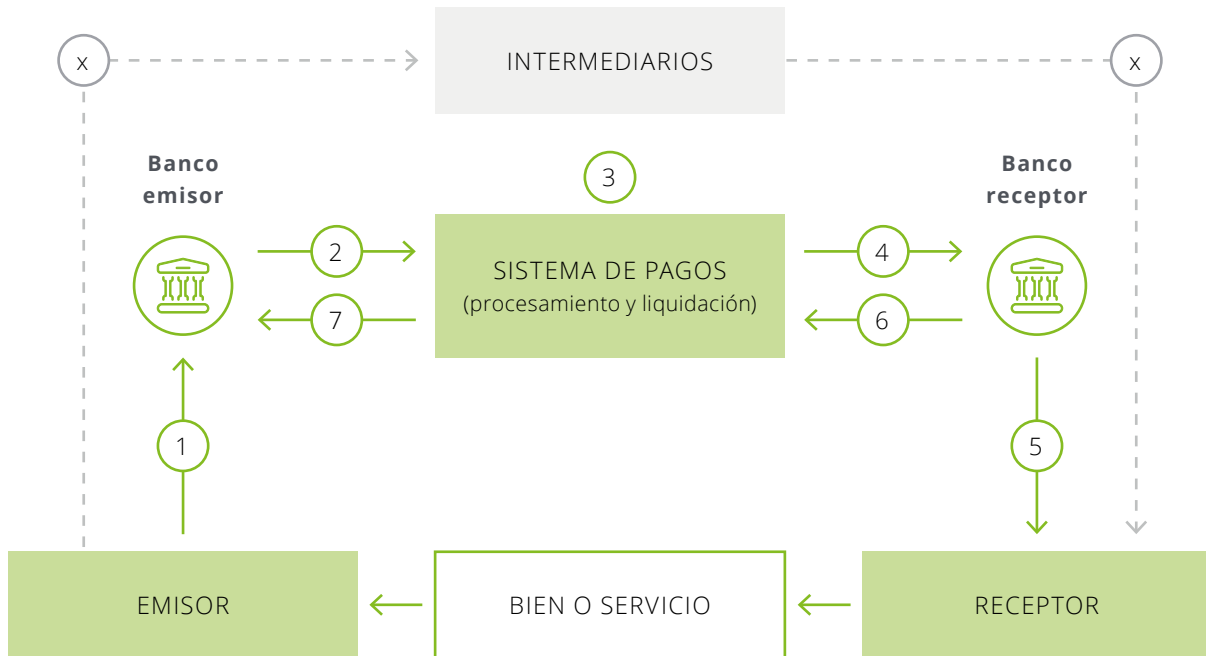 x
INTERMEDIARIOS
x
Banco
emisor
3
Banco
receptor
2
SISTEMA DE PAGOS
(procesamiento y liquidación)
4
7
6
1
5
EMISOR
BIEN O SERVICIO
RECEPTOR